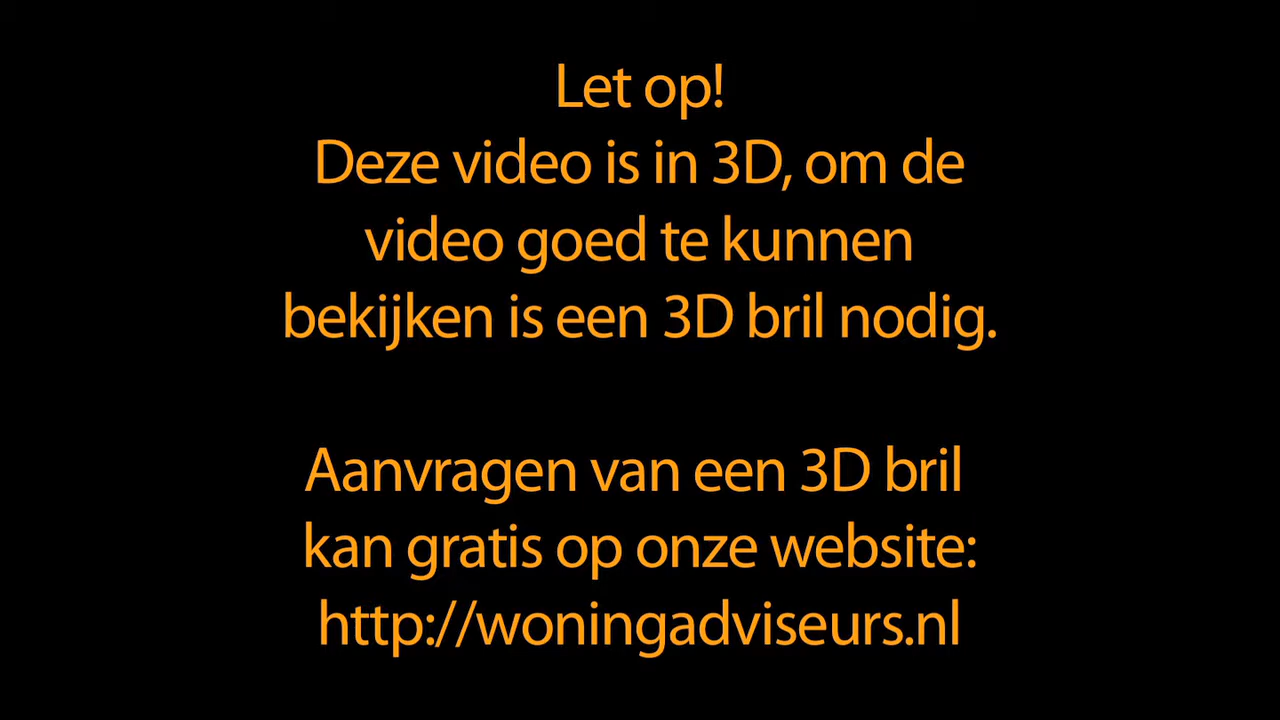 Let op!
Deze video is in 3D, om de
video goed te kunnen
bekijken is een 3D bril nodig.
Aanvragen van een 3D bril
kan gratis op onze website:
http://woningadviseurs.nl